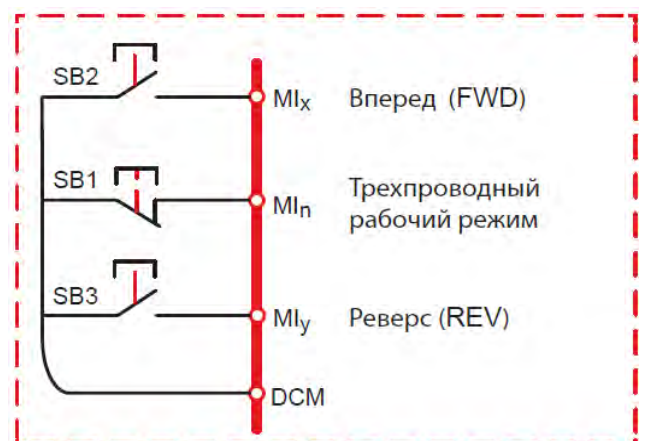 SB2
MIx
Вперед (FWD)
SB1
MIn
Трехпроводный
рабочий режим
SB3
MIy
Реверс (REV)
DCM